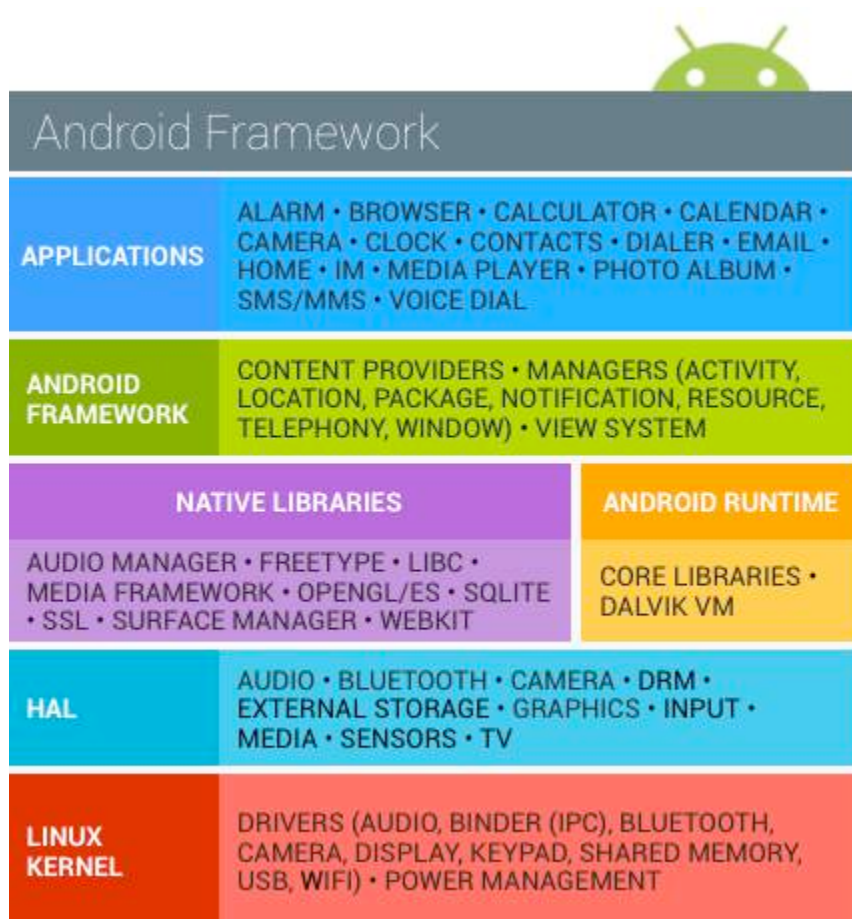 Android Framework
APPLICATIONS
ALARM • BROWSER • CALCULATOR • CALENDAR •
CAMERA • CLOCK • CONTACTS • DIALER • EMAIL •
HOME • IM • MEDIA PLAYER • PHOTO ALBUM •
SMS/MMS • VOICE DIAL
ANDROID
FRAMEWORK
CONTENT PROVIDERS • MANAGERS (ACTIVITY,
LOCATION, PACKAGE, NOTIFICATION, RESOURCE,
TELEPHONY, WINDOW) • VIEW SYSTEM
NATIVE LIBRARIES
AUDIO MANAGER • FREETYPE • LIBC •
MEDIA FRAMEWORK • OPENGL/ES • SQLITE
• SSL • SURFACE MANAGER • WEBKIT
ANDROID RUNTIME
CORE LIBRARIES •
DALVIK VM
HAL
AUDIO • BLUETOOTH • CAMERA • DRM •
EXTERNAL STORAGE • GRAPHICS • INPUT •
MEDIA • SENSORS • TV
LINUX
KERNEL
DRIVERS (AUDIO, BINDER (IPC), BLUETOOTH,
CAMERA, DISPLAY, KEYPAD, SHARED MEMORY,
USB, WIFI) • POWER MANAGEMENT